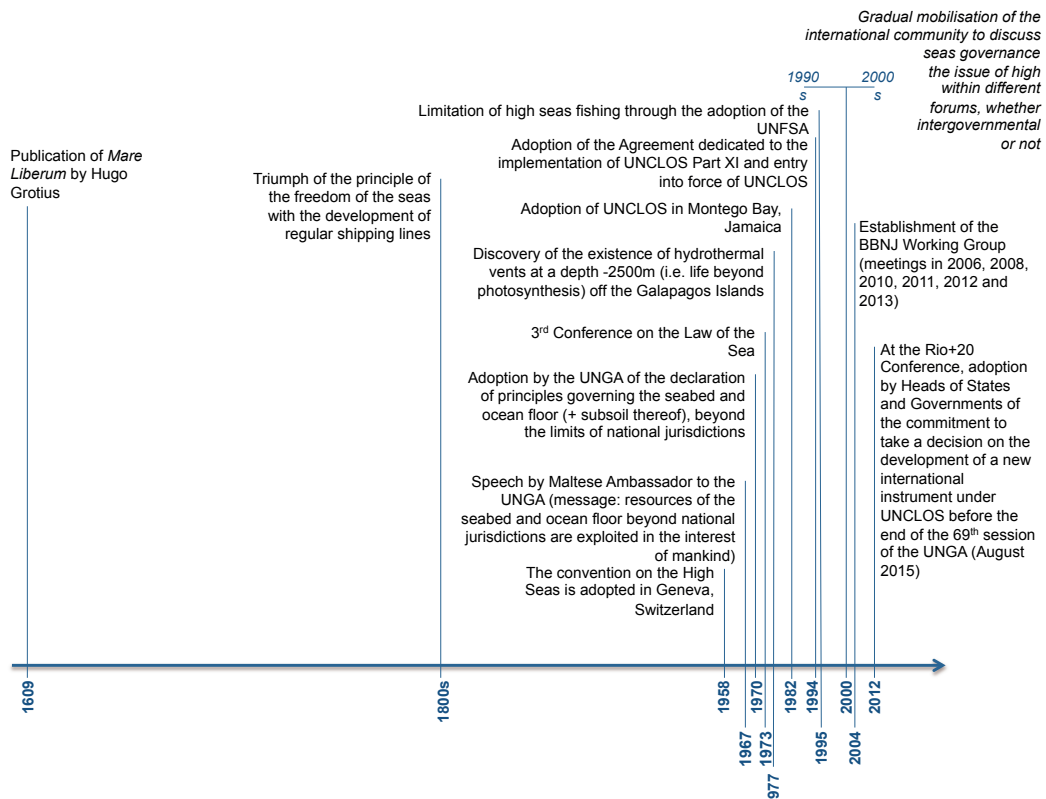 Gradual mobilisation of the
international community to discuss
seas governance
the issue of high
within different
forums, whether
intergovernmental
or not
1990
s
2000
s
Limitation of high seas fishing through the adoption of the
UNFSA
Adoption of the Agreement dedicated to the
implementation of UNCLOS Part XI and entry
into force of UNCLOS
Publication of Mare
Liberum by Hugo
Grotius
Triumph of the principle of
the freedom of the seas
with the development of
regular shipping lines
Adoption of UNCLOS in Montego Bay,
Jamaica
Establishment of the
BBNJ Working Group
(meetings in 2006, 2008,
2010, 2011, 2012 and
2013)
Discovery of the existence of hydrothermal
vents at a depth -2500m (i.e. life beyond
photosynthesis) off the Galapagos Islands
3rd Conference on the Law of the
Sea
At the Rio+20
Conference, adoption
by Heads of States
and Governments of
the commitment to
take a decision on the
development of a new
international
instrument under
UNCLOS before the
end of the 69th session
of the UNGA (August
2015)
Adoption by the UNGA of the declaration
of principles governing the seabed and
ocean floor (+ subsoil thereof), beyond
the limits of national jurisdictions
Speech by Maltese Ambassador to the
UNGA (message: resources of the
seabed and ocean floor beyond national
jurisdictions are exploited in the interest
of mankind)
The convention on the High
Seas is adopted in Geneva,
Switzerland
1609
1800s
1958
1967
1970
1973
977
1982
1994
1995
2000
2004
2012